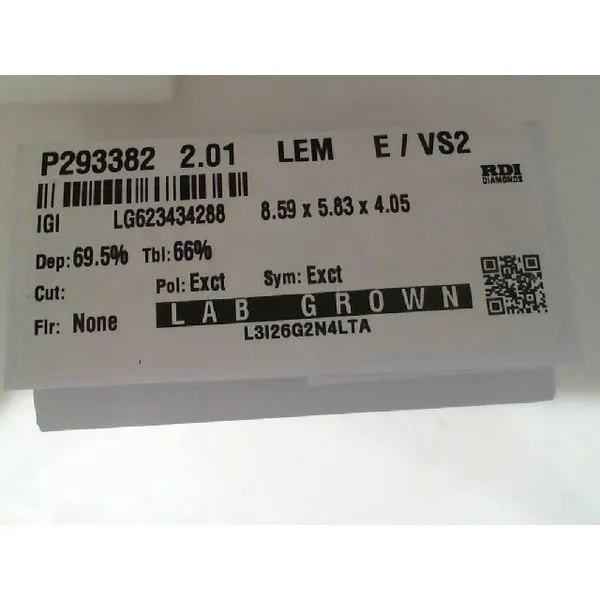 P293382 2.01 LEM E / VS2
RDI
DIAMONDS
IGI LG623434288 8.59 x 5.83 x 4.05
Dep: 69.5% Tbl: 66%
Cut: Pol: Exct Sym: Exct
LAB GROWN
Flr: None
L3I26G2N4LTA